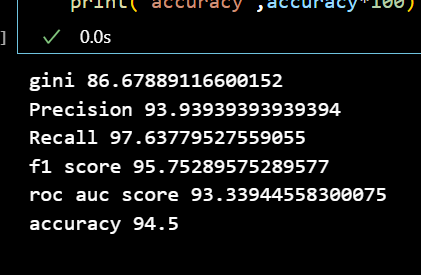 print("accuracy",accuracy*100)
]
0.0s
gini 86.67889116600152
Precision 93.93939393939394
Recall 97.63779527559055
f1 score 95.75289575289577
roc auc score 93.33944558300075
accuracy 94.5